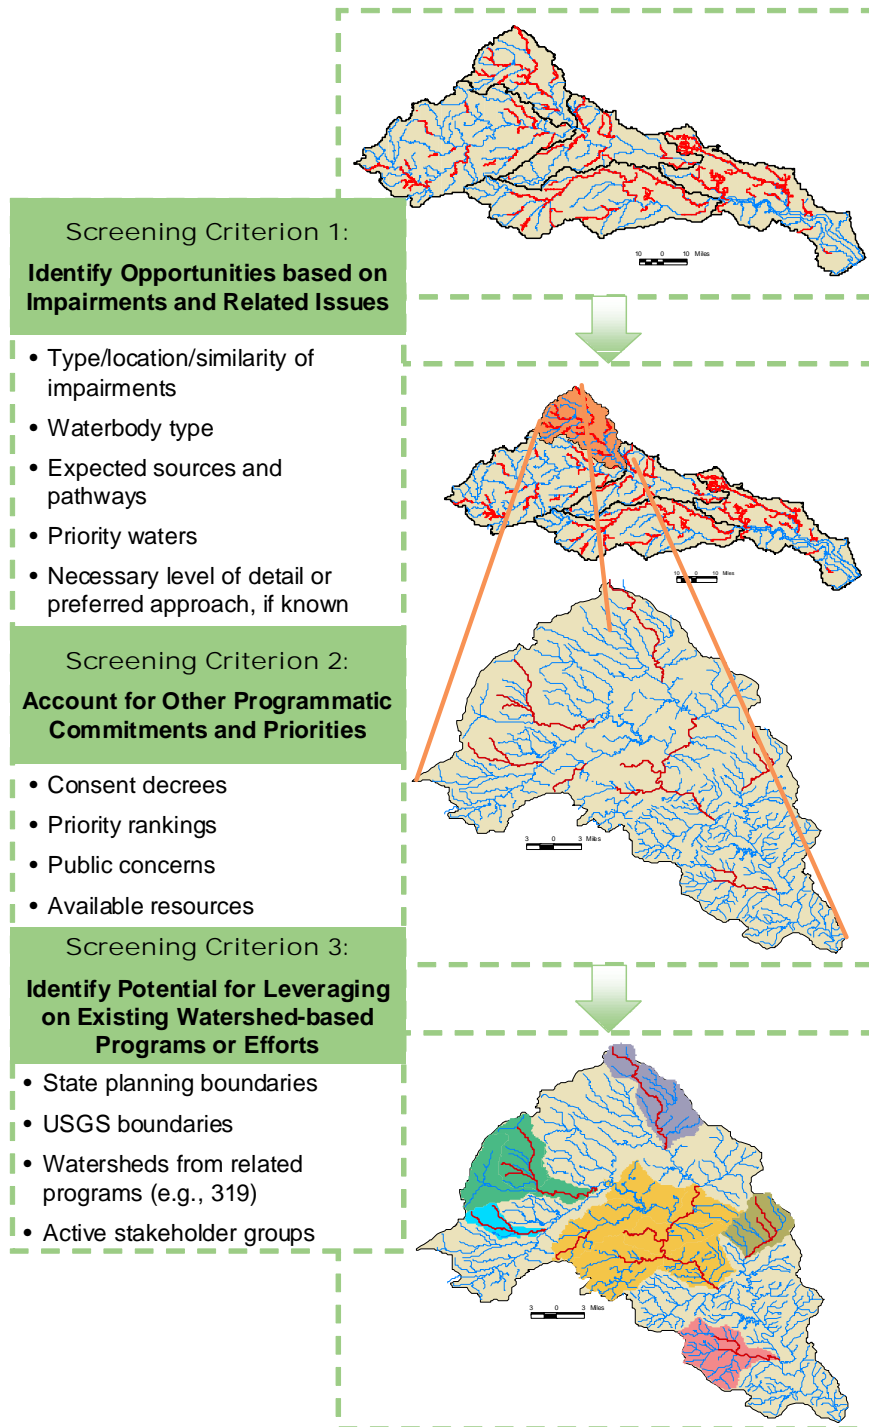 10 0 10 Miles
Screening Criterion 1:
Identify Opportunities based on
Impairments and Related Issues
• Type/location/similarity of
impairments
• Waterbody type
• Expected sources and
pathways
• Priority waters
• Necessary level of detail or
preferred approach, if known
10 0 10 Miles
Screening Criterion 2:
Account for Other Programmatic
Commitments and Priorities
• Consent decrees
• Priority rankings
• Public concerns
• Available resources
3 0 3 Miles
Screening Criterion 3:
Identify Potential for Leveraging
on Existing Watershed-based
Programs or Efforts
• State planning boundaries
• USGS boundaries
• Watersheds from related
programs (e.g., 319)
• Active stakeholder groups
3 0 3 Miles